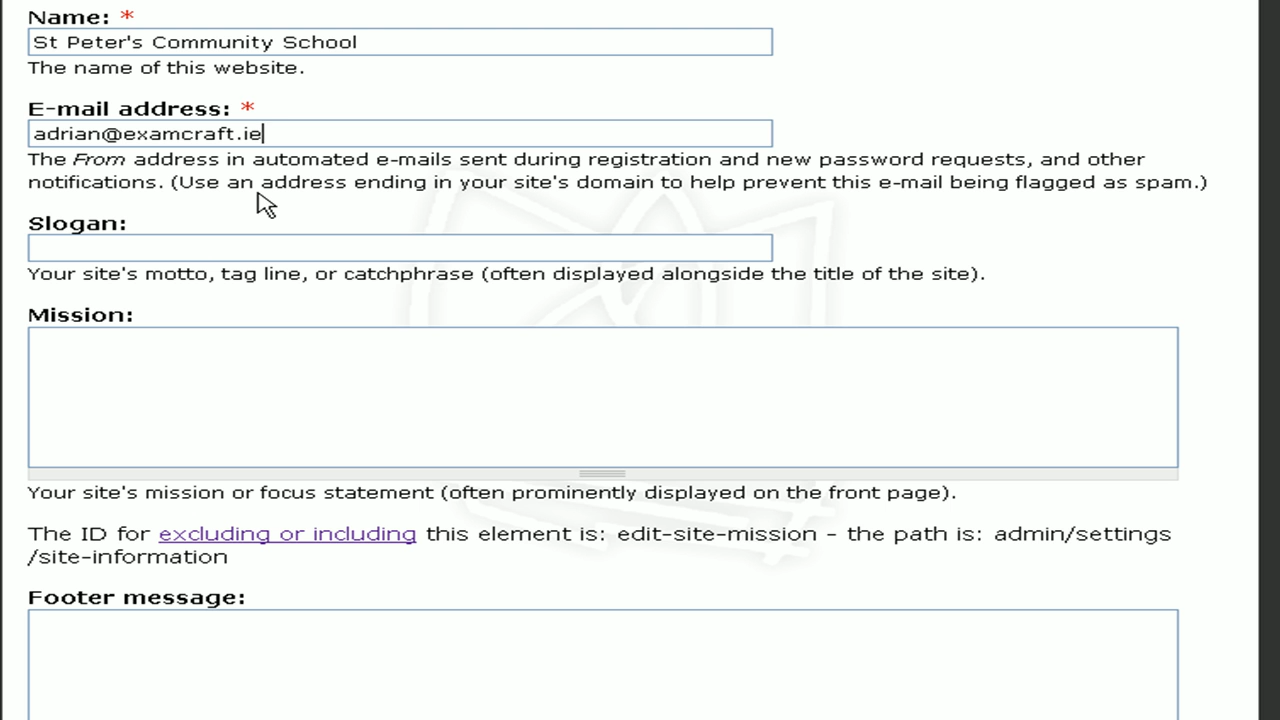 Name: *
St Peter's Community School
The name of this website.
E-mail address: *
adrian@examcraft.ie
The From address in automated e-mails sent during registration and new password requests, and other
notifications. (Use an address ending in your site's domain to help prevent this e-mail being flagged as spam.)
Slogan:
Your site's motto, tag line, or catchphrase (often displayed alongside the title of the site).
Mission:
Your site's mission or focus statement (often prominently displayed on the front page).
The ID for excluding or including this element is: edit-site-mission - the path is: admin/settings
/site-information
Footer message: